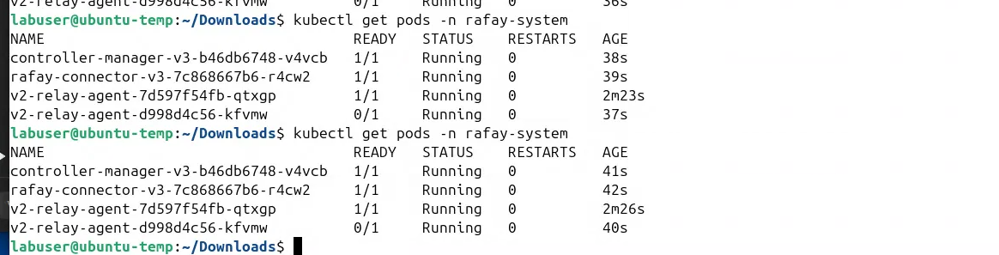 v2-relay-agent-d998d4c56-kfvmw 0/1 Running 0 36s
labuser@ubuntu-temp:~/Downloads$ kubectl get pods -n rafay-system
NAME READY STATUS RESTARTS AGE
controller-manager-v3-b46db6748-v4vcb 1/1 Running 0 38s
rafay-connector-v3-7c868667b6-r4cw2 1/1 Running 0 39s
v2-relay-agent-7d597f54fb-qtxgp 1/1 Running 0 2m23s
v2-relay-agent-d998d4c56-kfvmw 0/1 Running 0 37s
labuser@ubuntu-temp:~/Downloads$ kubectl get pods -n rafay-system
NAME READY STATUS RESTARTS AGE
controller-manager-v3-b46db6748-v4vcb 1/1 Running 0 41s
rafay-connector-v3-7c868667b6-r4cw2 1/1 Running 0 42s
v2-relay-agent-7d597f54fb-qtxgp 1/1 Running 0 2m26s
v2-relay-agent-d998d4c56-kfvmw 0/1 Running 0 40s
labuser@ubuntu-temp:~/Downloads$